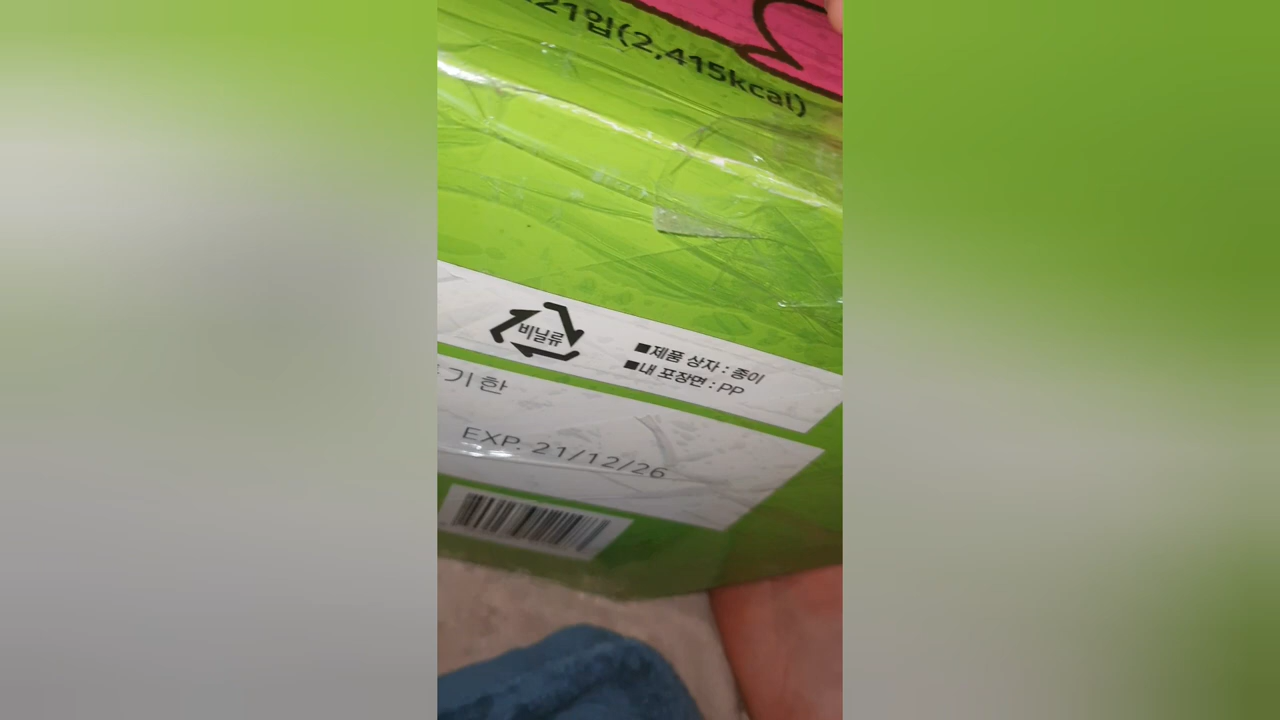 21입(2,415kcal)
비닐류
■제품 상자 : 종이
■내 포장면 : PP
기한
EXP. 21/12/26